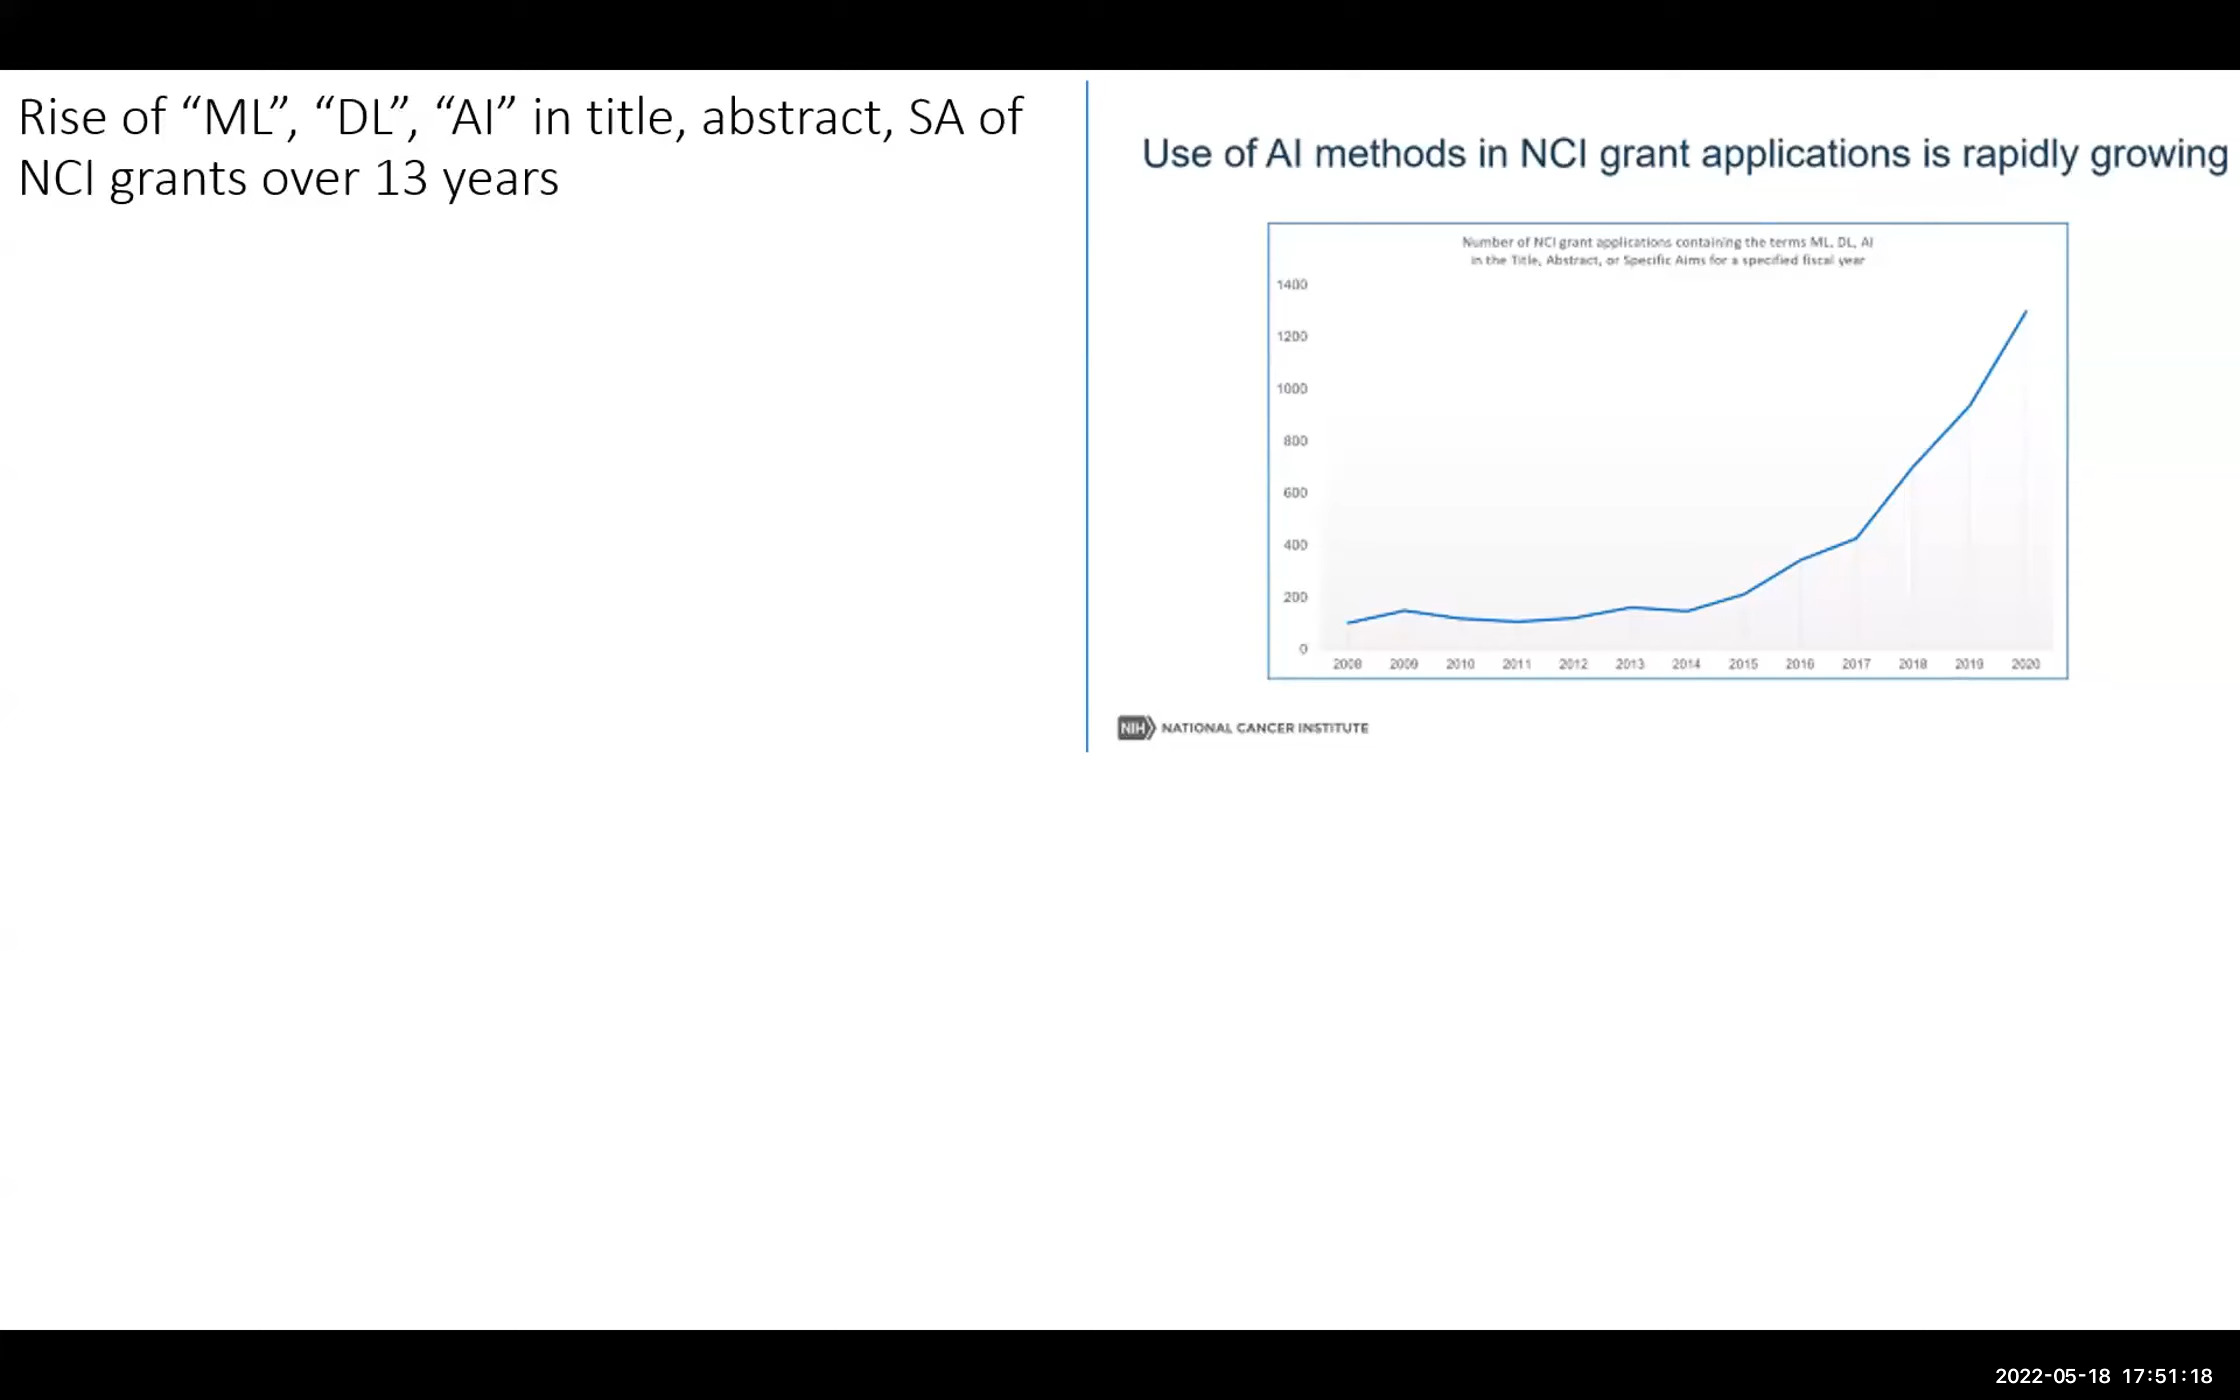 Rise of “ML”, “DL”, “AI” in title, abstract, SA of
NCI grants over 13 years
Use of AI methods in NCI grant applications is rapidly growing
Number of NCI grant applications containing the terms ML, DL, AI
in the Title, Abstract, or Specific Aims for a specified fiscal year
1400
1200
1000
800
600
400
200
0
2008 2009 2010 2011 2012 2013 2014 2015 2016 2017 2018 2019 2020
NIH NATIONAL CANCER INSTITUTE
2022-05-18 17:51:18